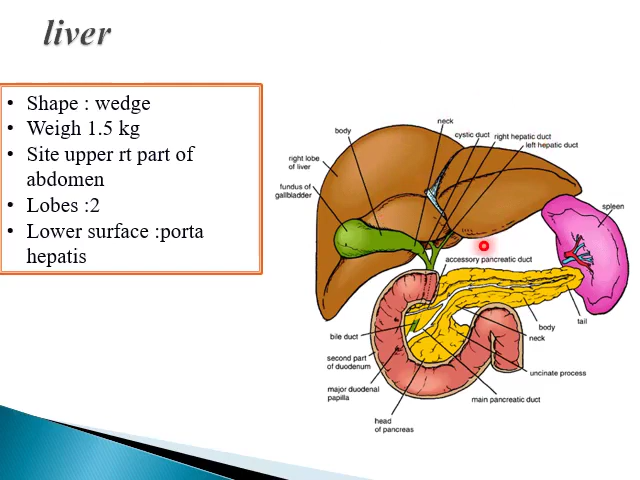 liver
• Shape : wedge
• Weigh 1.5 kg
• Site upper rt part of
abdomen
• Lobes :2
• Lower surface :porta
hepatis
neck
body
cystic duct
right hepatic duct
left hepatic duct
right lobe
of liver
fundus of
gallbladder
spleen
accessory pancreatic duct
tail
body
bile duct
neck
second part
of duodenum
uncinate process
major duodenal
papilla
main pancreatic duct
head
of pancreas